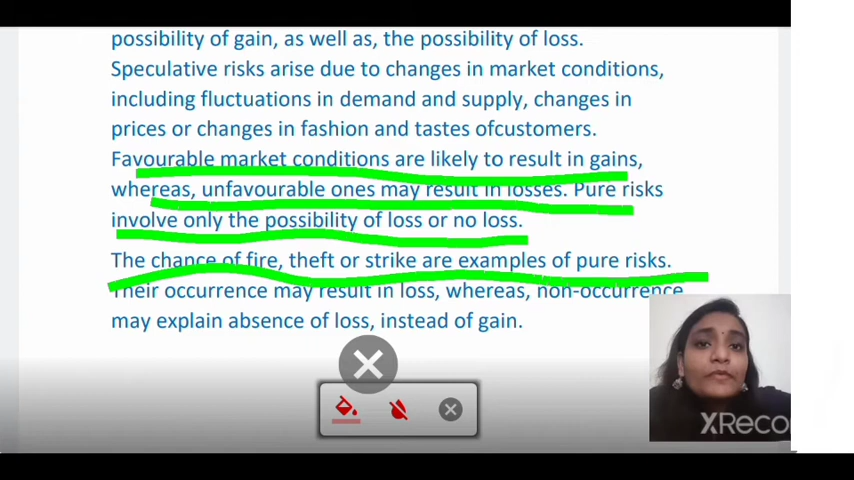 possibility of gain, as well as, the possibility of loss.
Speculative risks arise due to changes in market conditions,
including fluctuations in demand and supply, changes in
prices or changes in fashion and tastes ofcustomers.
Favourable market conditions are likely to result in gains,
whereas, unfavourable ones may result in losses. Pure risks
involve only the possibility of loss or no loss.
The chance of fire, theft or strike are examples of pure risks.
Their occurrence may result in loss, whereas, non-occurrence
may explain absence of loss, instead of gain.
XReco